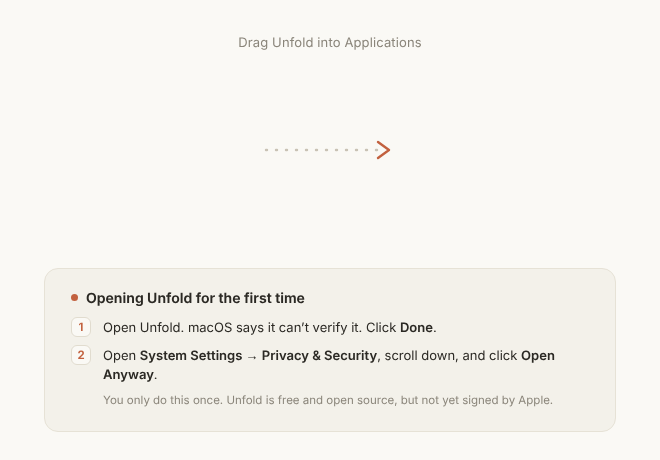 Drag Unfold into Applications
Opening Unfold for the first time
1 Open Unfold. macOS says it can’t verify it. Click Done.
2 Open System Settings → Privacy & Security, scroll down, and click Open
Anyway.
You only do this once. Unfold is free and open source, but not yet signed by Apple.